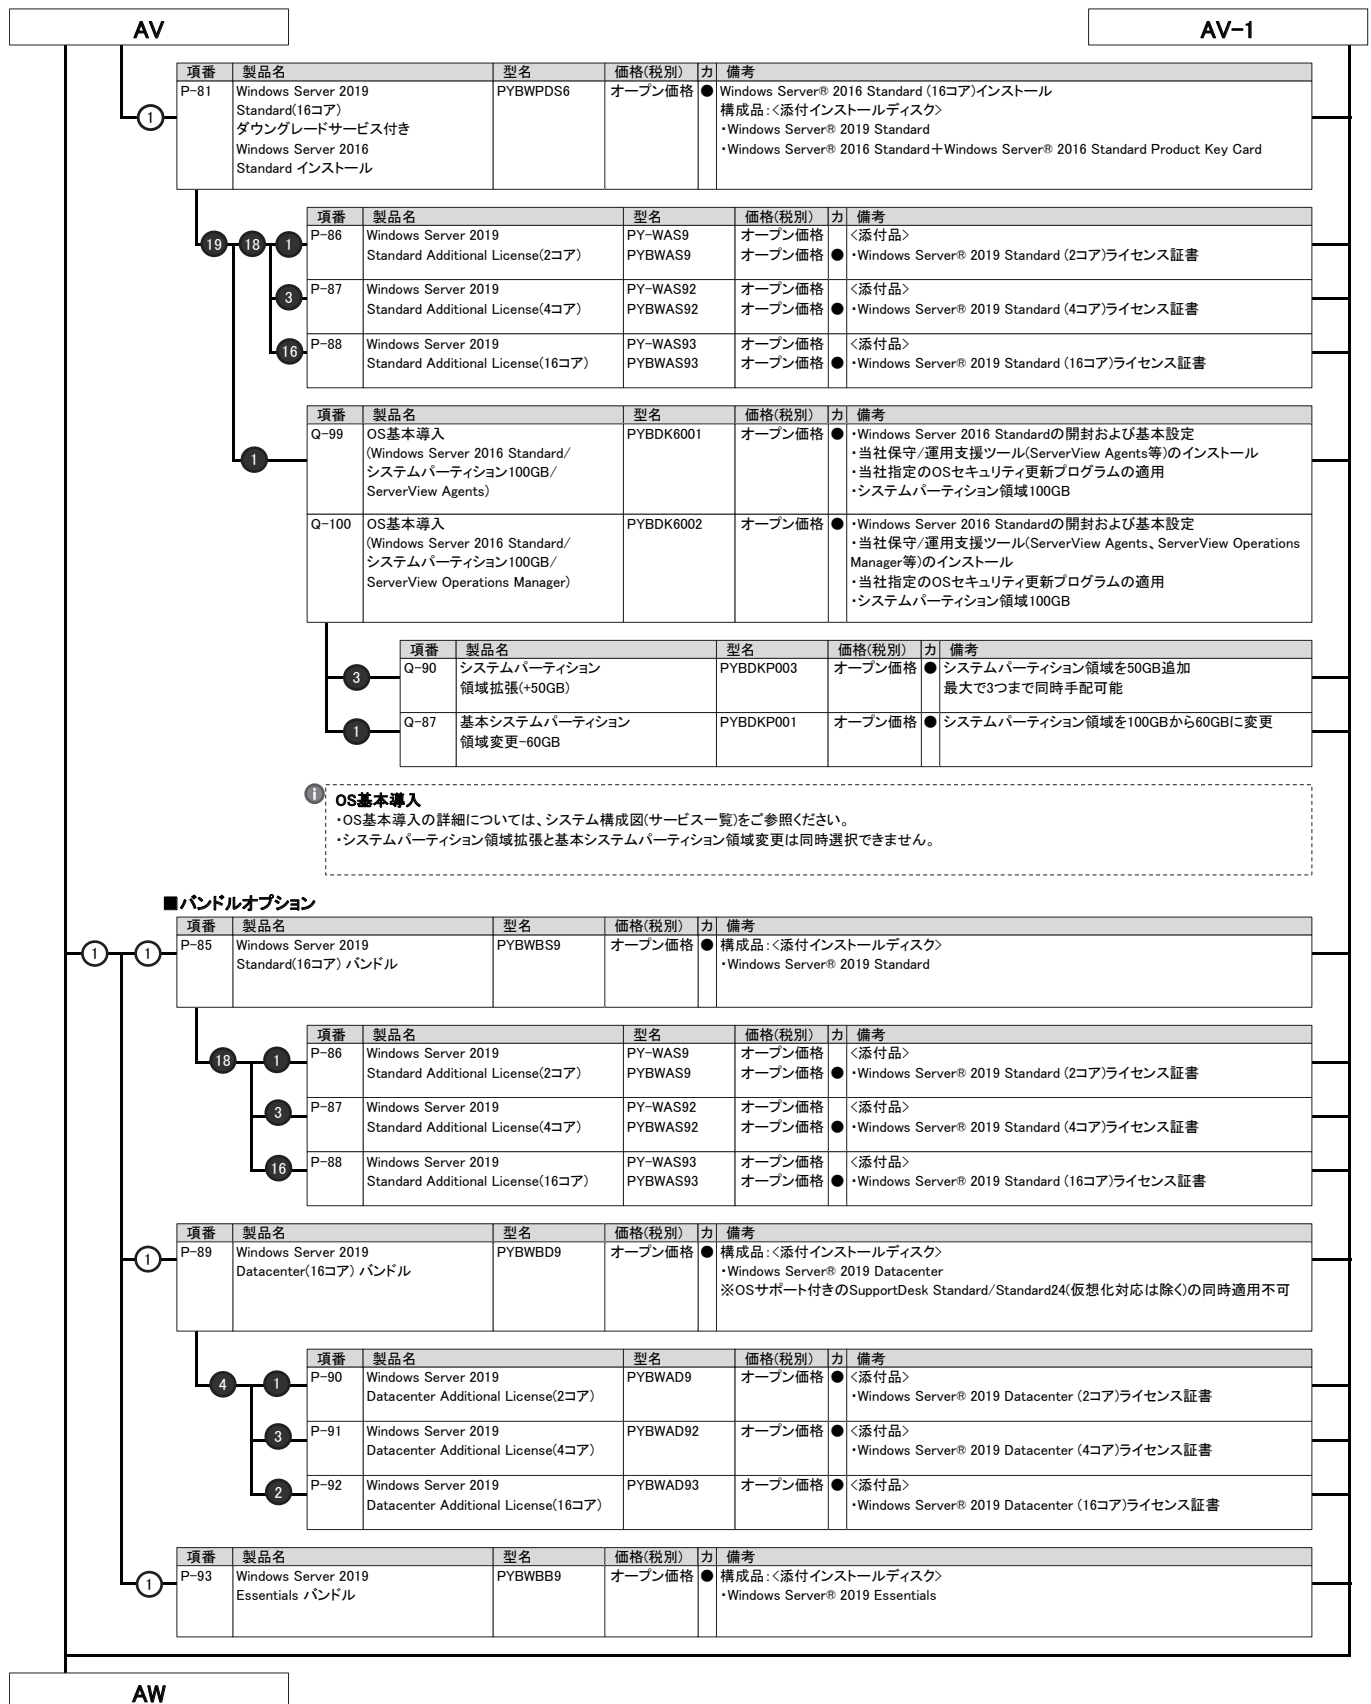 AV
AV-1
項番 製品名 型名 価格(税別) カ 備考
① P-81 Windows Server 2019 PYBWPDS6 オープン価格 ● Windows Server® 2016 Standard (16コア)インストール
Standard(16コア) 構成品:<添付インストールディスク>
ダウングレードサービス付き ・Windows Server® 2019 Standard
Windows Server 2016 ・Windows Server® 2016 Standard+Windows Server® 2016 Standard Product Key Card
Standard インストール
項番 製品名 型名 価格(税別) カ 備考
19 18 1 P-86 Windows Server 2019 PY-WAS9 オープン価格 <添付品>
Standard Additional License(2コア) PYBWAS9 オープン価格 ● ・Windows Server® 2019 Standard (2コア)ライセンス証書
3 P-87 Windows Server 2019 PY-WAS92 オープン価格 <添付品>
Standard Additional License(4コア) PYBWAS92 オープン価格 ● ・Windows Server® 2019 Standard (4コア)ライセンス証書
16 P-88 Windows Server 2019 PY-WAS93 オープン価格 <添付品>
Standard Additional License(16コア) PYBWAS93 オープン価格 ● ・Windows Server® 2019 Standard (16コア)ライセンス証書
項番 製品名 型名 価格(税別) カ 備考
1 Q-99 OS基本導入 PYBDK6001 オープン価格 ● ・Windows Server 2016 Standardの開封および基本設定
(Windows Server 2016 Standard/ ・当社保守/運用支援ツール(ServerView Agents等)のインストール
システムパーティション100GB/ ・当社指定のOSセキュリティ更新プログラムの適用
ServerView Agents) ・システムパーティション領域100GB
Q-100 OS基本導入 PYBDK6002 オープン価格 ● ・Windows Server 2016 Standardの開封および基本設定
(Windows Server 2016 Standard/ ・当社保守/運用支援ツール(ServerView Agents、ServerView Operations
システムパーティション100GB/ Manager等)のインストール
ServerView Operations Manager) ・当社指定のOSセキュリティ更新プログラムの適用
・システムパーティション領域100GB
項番 製品名 型名 価格(税別) カ 備考
3 Q-90 システムパーティション PYBDKP003 オープン価格 ● システムパーティション領域を50GB追加
領域拡張(+50GB) 最大で3つまで同時手配可能
1 Q-87 基本システムパーティション PYBDKP001 オープン価格 ● システムパーティション領域を100GBから60GBに変更
領域変更-60GB
i OS基本導入
・OS基本導入の詳細については、システム構成図(サービス一覧)をご参照ください。
・システムパーティション領域拡張と基本システムパーティション領域変更は同時選択できません。
■バンドルオプション
項番 製品名 型名 価格(税別) カ 備考
① ① P-85 Windows Server 2019 PYBWBS9 オープン価格 ● 構成品:<添付インストールディスク>
Standard(16コア) バンドル ・Windows Server® 2019 Standard
項番 製品名 型名 価格(税別) カ 備考
18 1 P-86 Windows Server 2019 PY-WAS9 オープン価格 <添付品>
Standard Additional License(2コア) PYBWAS9 オープン価格 ● ・Windows Server® 2019 Standard (2コア)ライセンス証書
3 P-87 Windows Server 2019 PY-WAS92 オープン価格 <添付品>
Standard Additional License(4コア) PYBWAS92 オープン価格 ● ・Windows Server® 2019 Standard (4コア)ライセンス証書
16 P-88 Windows Server 2019 PY-WAS93 オープン価格 <添付品>
Standard Additional License(16コア) PYBWAS93 オープン価格 ● ・Windows Server® 2019 Standard (16コア)ライセンス証書
項番 製品名 型名 価格(税別) カ 備考
① P-89 Windows Server 2019 PYBWBD9 オープン価格 ● 構成品:<添付インストールディスク>
Datacenter(16コア) バンドル ・Windows Server® 2019 Datacenter
※OSサポート付きのSupportDesk Standard/Standard24(仮想化対応は除く)の同時適用不可
項番 製品名 型名 価格(税別) カ 備考
4 1 P-90 Windows Server 2019 PYBWAD9 オープン価格 ● <添付品>
Datacenter Additional License(2コア) ・Windows Server® 2019 Datacenter (2コア)ライセンス証書
3 P-91 Windows Server 2019 PYBWAD92 オープン価格 ● <添付品>
Datacenter Additional License(4コア) ・Windows Server® 2019 Datacenter (4コア)ライセンス証書
2 P-92 Windows Server 2019 PYBWAD93 オープン価格 ● <添付品>
Datacenter Additional License(16コア) ・Windows Server® 2019 Datacenter (16コア)ライセンス証書
項番 製品名 型名 価格(税別) カ 備考
① P-93 Windows Server 2019 PYBWBB9 オープン価格 ● 構成品:<添付インストールディスク>
Essentials バンドル ・Windows Server® 2019 Essentials
AW